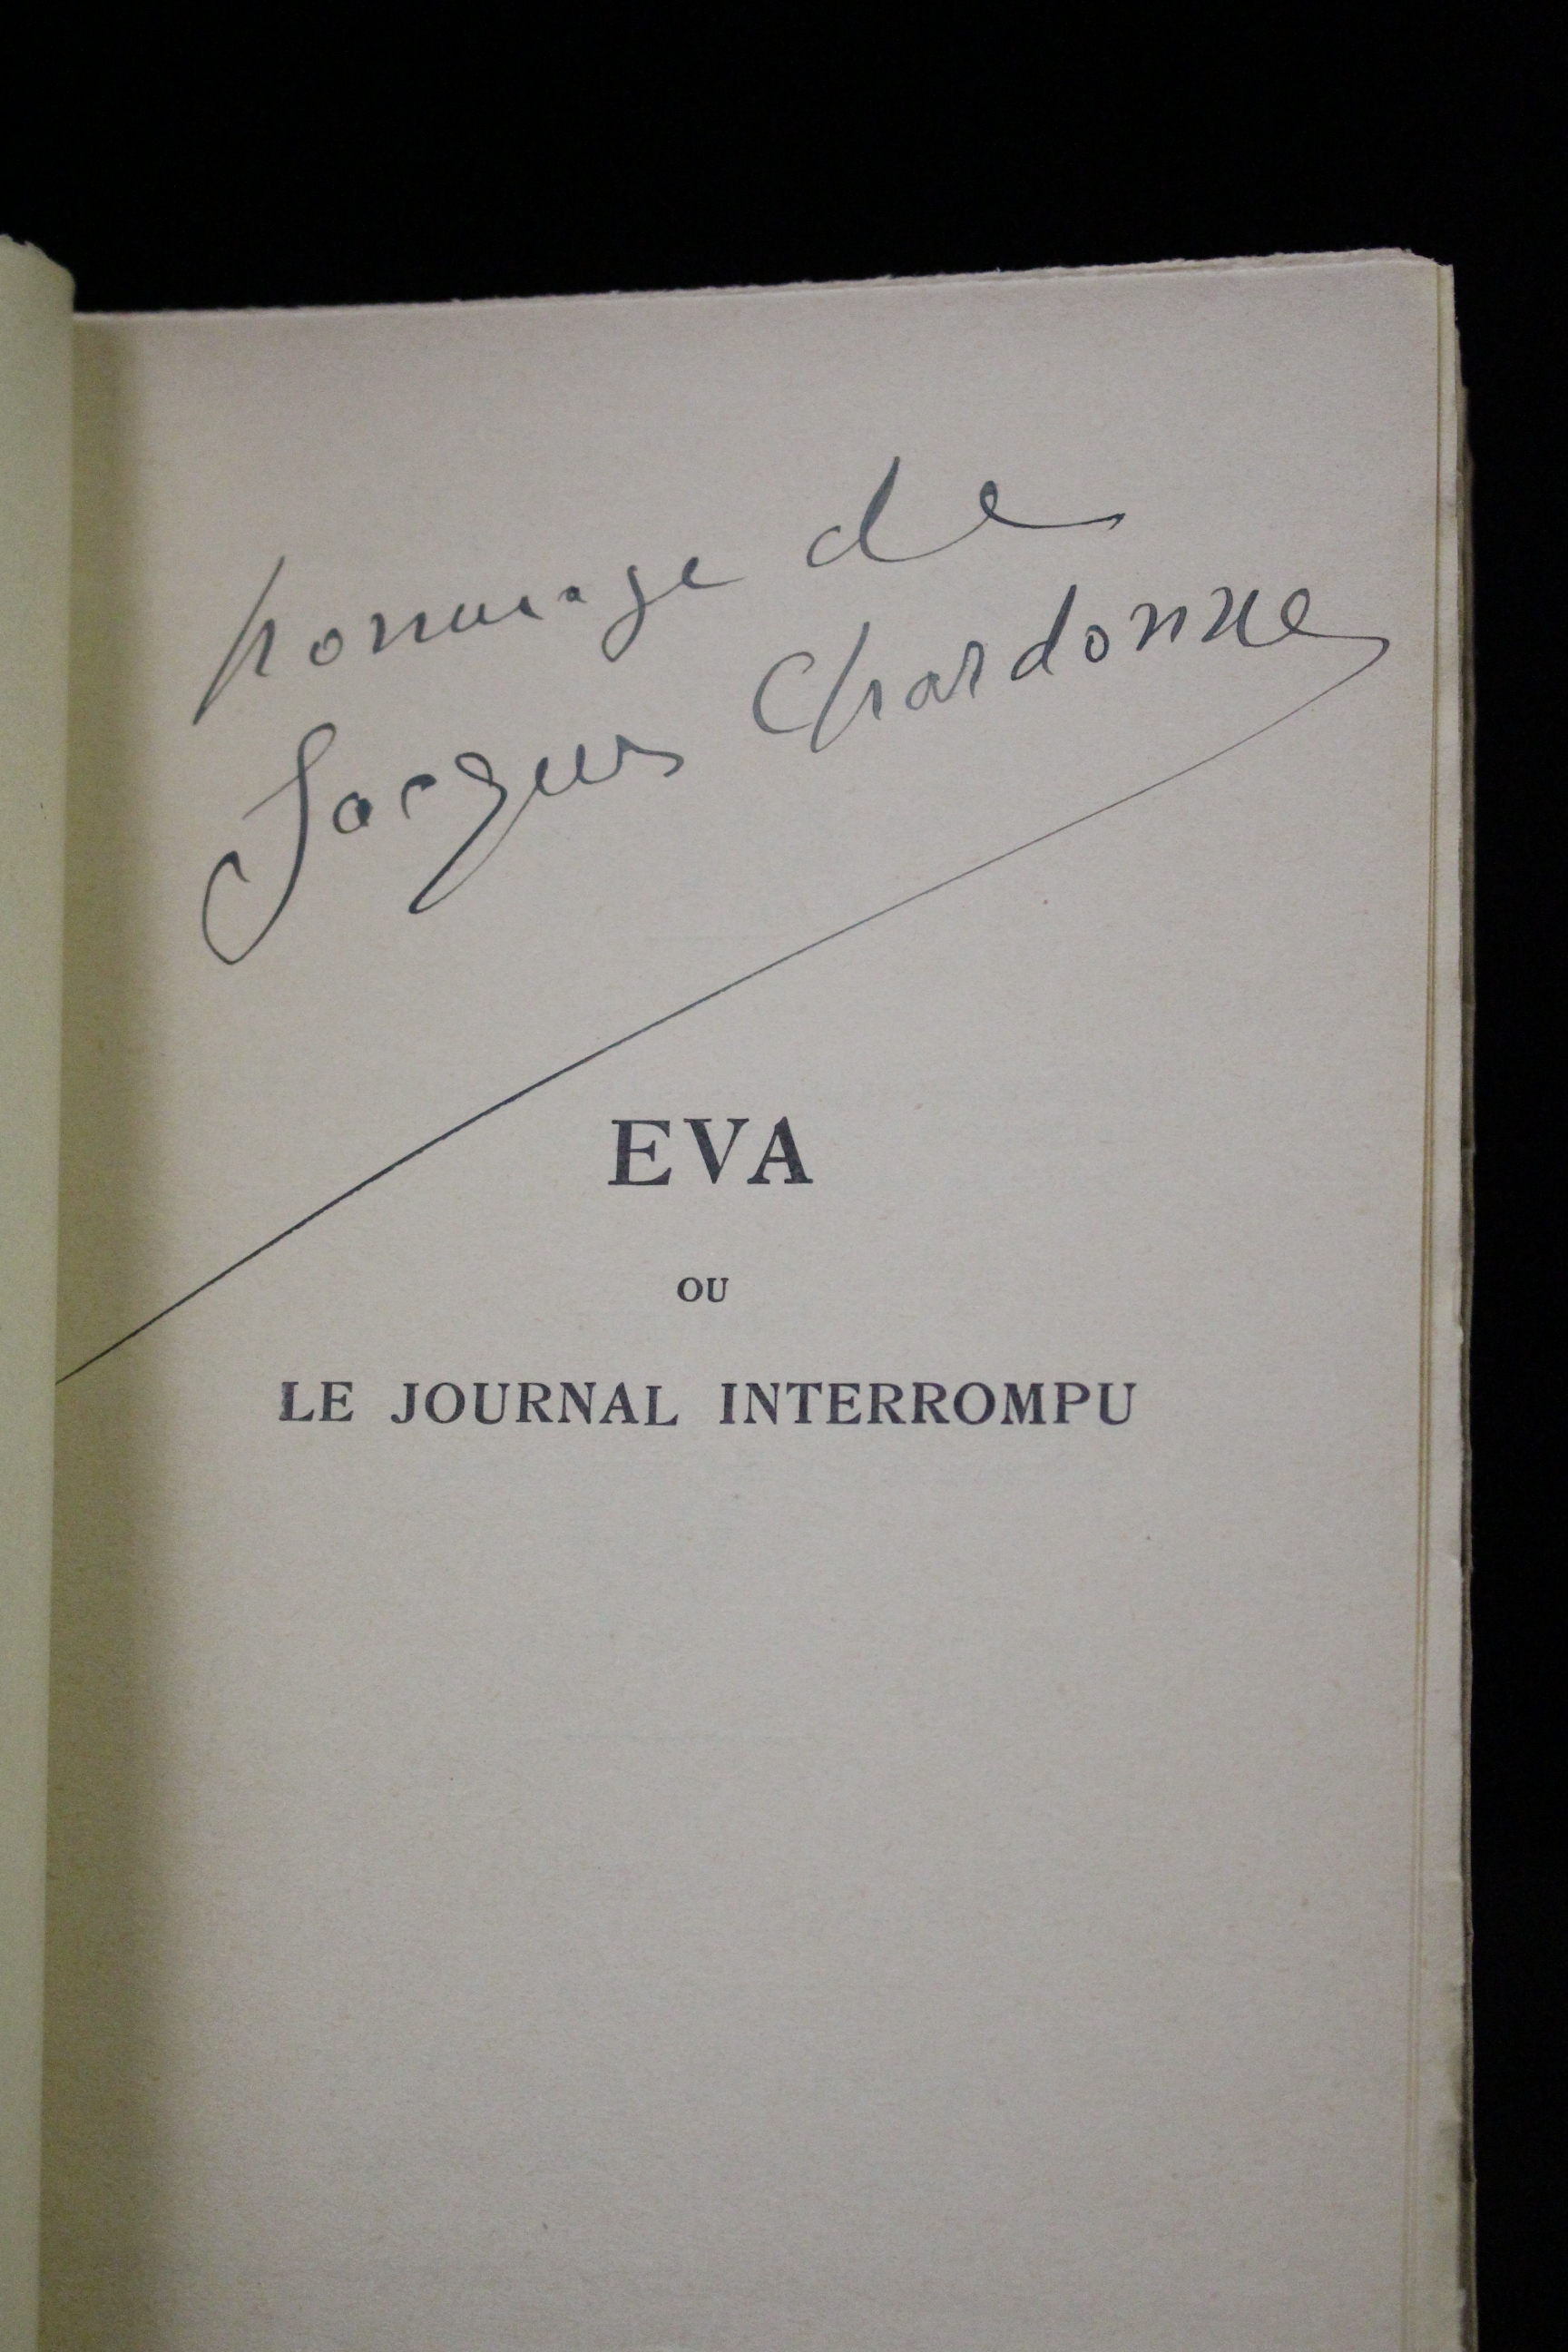 hommage de
Jacques Chardonne
EVA
OU
LE JOURNAL INTERROMPU